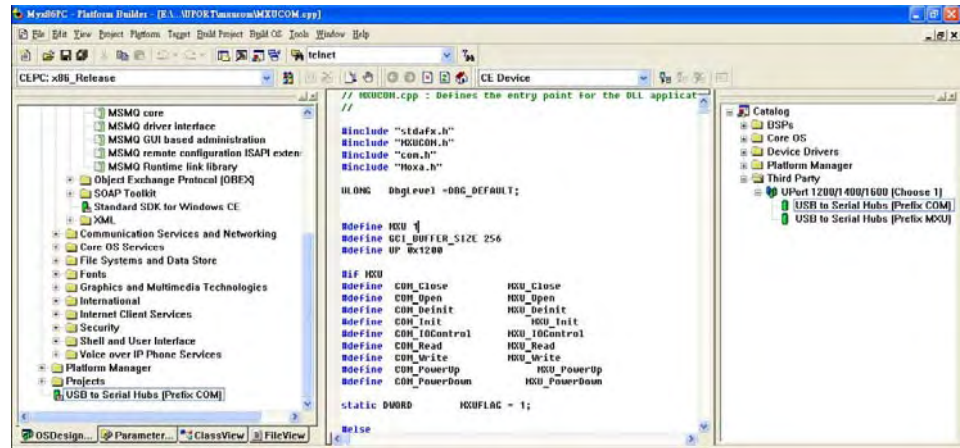 Myx86PC - Platform Builder - [E:\...\UPORT\mxucom\MXUCOM.cpp]
File Edit View Project Platform Target Build Project Build OS Tools Window Help
telnet
CEPC: x86_Release
CE Device
MSMQ core
MSMQ driver interface
MSMQ GUI based administration
MSMQ remote configuration ISAPI exten
MSMQ Runtime link library
Object Exchange Protocol (OBEX)
SOAP Toolkit
Standard SDK for Windows CE
XML
Communication Services and Networking
Core OS Services
File Systems and Data Store
Fonts
Graphics and Multimedia Technologies
International
Internet Client Services
Security
Shell and User Interface
Voice over IP Phone Services
Platform Manager
Projects
USB to Serial Hubs [Prefix COM]
OSDesign... Parameter... ClassView FileView
// MXUCOM.cpp : Defines the entry point for the DLL applicat
//
#include "stdafx.h"
#include "MXUCOM.h"
#include "com.h"
#include "Moxa.h"
ULONG DbgLevel =DBG_DEFAULT;
#define MXU 1
#define GCI_BUFFER_SIZE 256
#define UP 0x1200
#if MXU
#define COM_Close MXU_Close
#define COM_Open MXU_Open
#define COM_Deinit MXU_Deinit
#define COM_Init MXU_Init
#define COM_IOControl MXU_IOControl
#define COM_Read MXU_Read
#define COM_Write MXU_Write
#define COM_PowerUp MXU_PowerUp
#define COM_PowerDown MXU_PowerDown
static DWORD MXUFLAG = 1;
#else
Catalog
BSPs
Core OS
Device Drivers
Platform Manager
Third Party
UPort 1200/1400/1600 [Choose 1]
USB to Serial Hubs [Prefix COM]
USB to Serial Hubs [Prefix MXU]